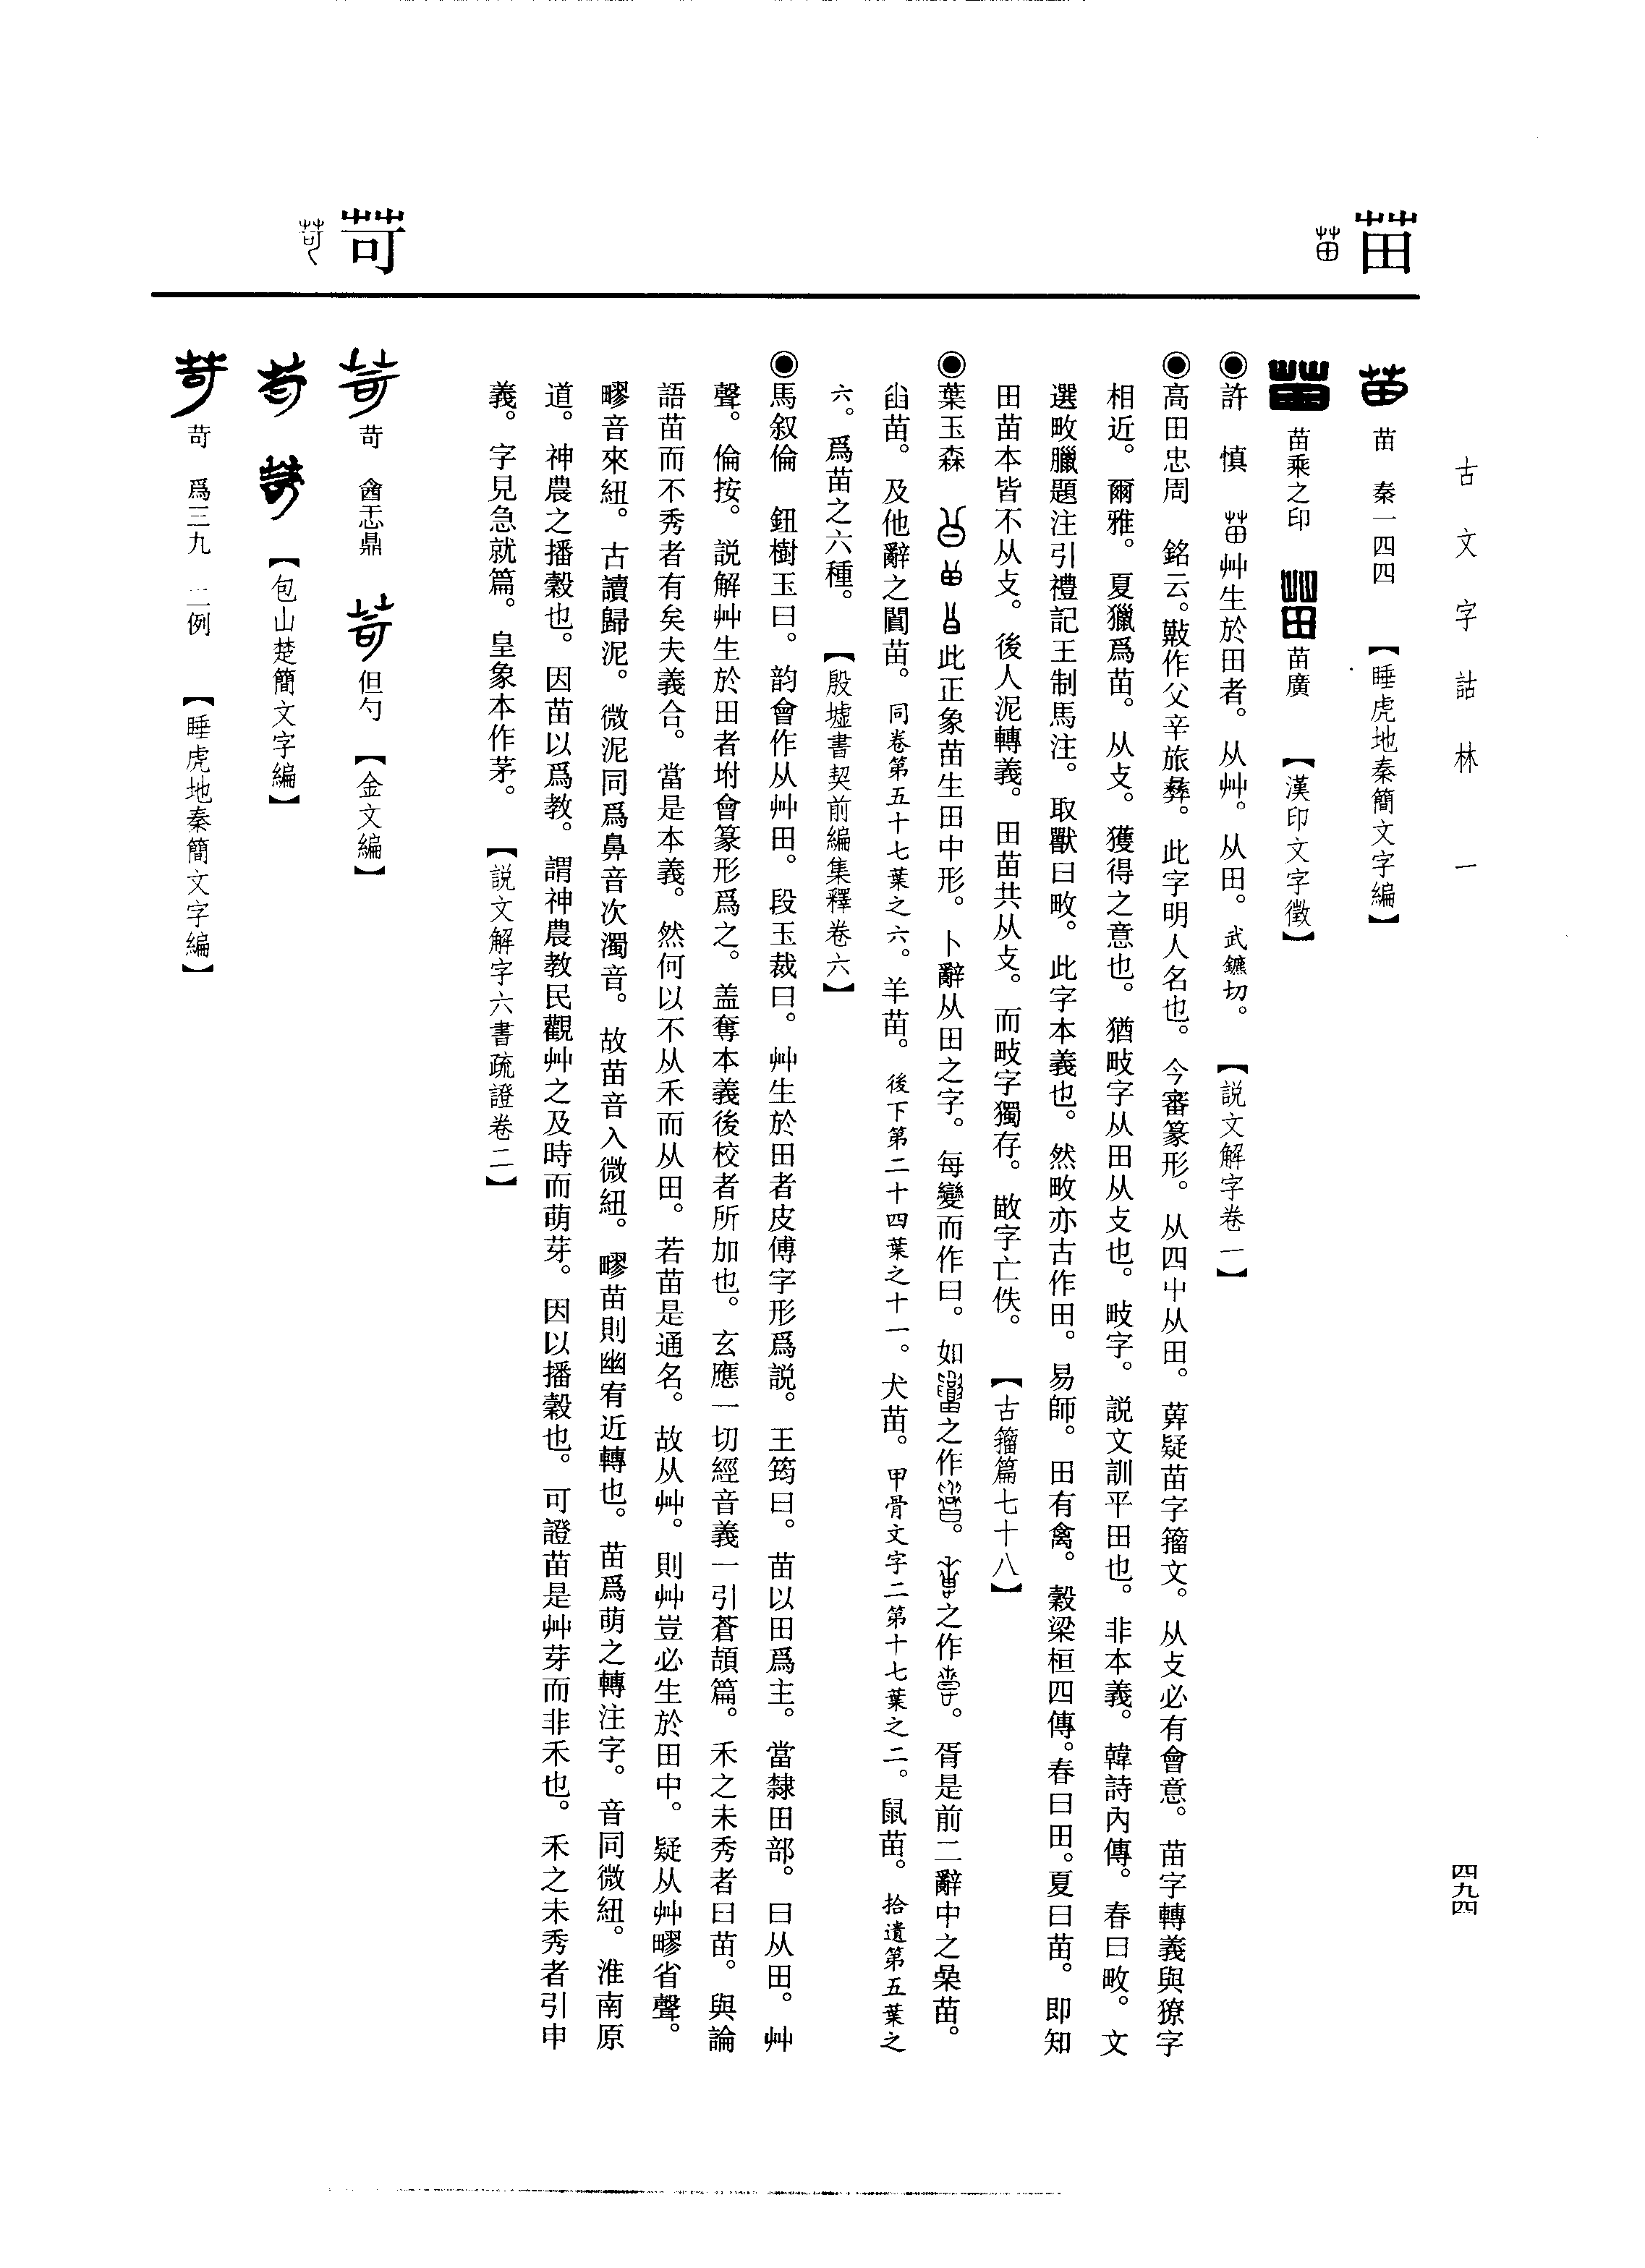 古文字詁林 一
四九四
苗
苗 秦一四四 【睡虎地秦簡文字編】
苗乘之印 苗廣 【漢印文字徵】
◉許 慎 艸生於田者。从艸。从田。武鑣切。 【説文解字卷一】
◉高田忠周 銘云。作父辛旅彝。此字明人名也。今審篆形。从四屮从田。疑苗字籀文。从攴必有會意。苗字轉義與獠字
相近。爾雅。夏獵爲苗。从攴。獲得之意也。猶畋字从田从攴也。畋字。説文訓平田也。非本義。韓詩內傳。春曰畋。文
選畋臘題注引禮記王制馬注。取獸曰畋。此字本義也。然畋亦古作田。易師。田有禽。穀梁桓四傳。春曰田。夏曰苗。即知
田苗本皆不从攴。後人泥轉義。田苗共从攴。而畋字獨存。字亡佚。 【古籀篇七十八】
◉葉玉森 此正象苗生田中形。卜辭从田之字。每變而作日。如之作。之作。胥是前二辭中之苗。
苗。及他辭之閶苗。同卷第五十七葉之六。羊苗。後下第二十四葉之十一。犬苗。甲骨文字二第十七葉之二。鼠苗。拾遺第五葉之
六。爲苗之六種。 【殷墟書契前編集釋卷六】
◉馬叙倫 鈕樹玉曰。韵會作从艸田。段玉裁曰。艸生於田者皮傅字形爲説。王筠曰。苗以田爲主。當隸田部。曰从田。艸
聲。倫按。説解艸生於田者坿會篆形爲之。盖奪本義後校者所加也。玄應一切經音義一引蒼頡篇。禾之未秀者曰苗。與論
語苗而不秀者有矣夫義合。當是本義。然何以不从禾而从田。若苗是通名。故从艸。則艸豈必生於田中。疑从艸疁省聲。
疁音來紐。古讀歸泥。微泥同爲鼻音次濁音。故苗音入微紐。疁苗則幽宥近轉也。苗爲萌之轉注字。音同微紐。淮南原
道。神農之播穀也。因苗以爲教。謂神農教民觀艸之及時而萌芽。因以播穀也。可證苗是艸芽而非禾也。禾之未秀者引申
義。字見急就篇。皇象本作茅。 【説文解字六書疏證卷二】
苛
苛 酓忎鼎 但勺 【金文編】
【包山楚簡文字編】
苛 爲三九 二例 【睡虎地秦簡文字編】